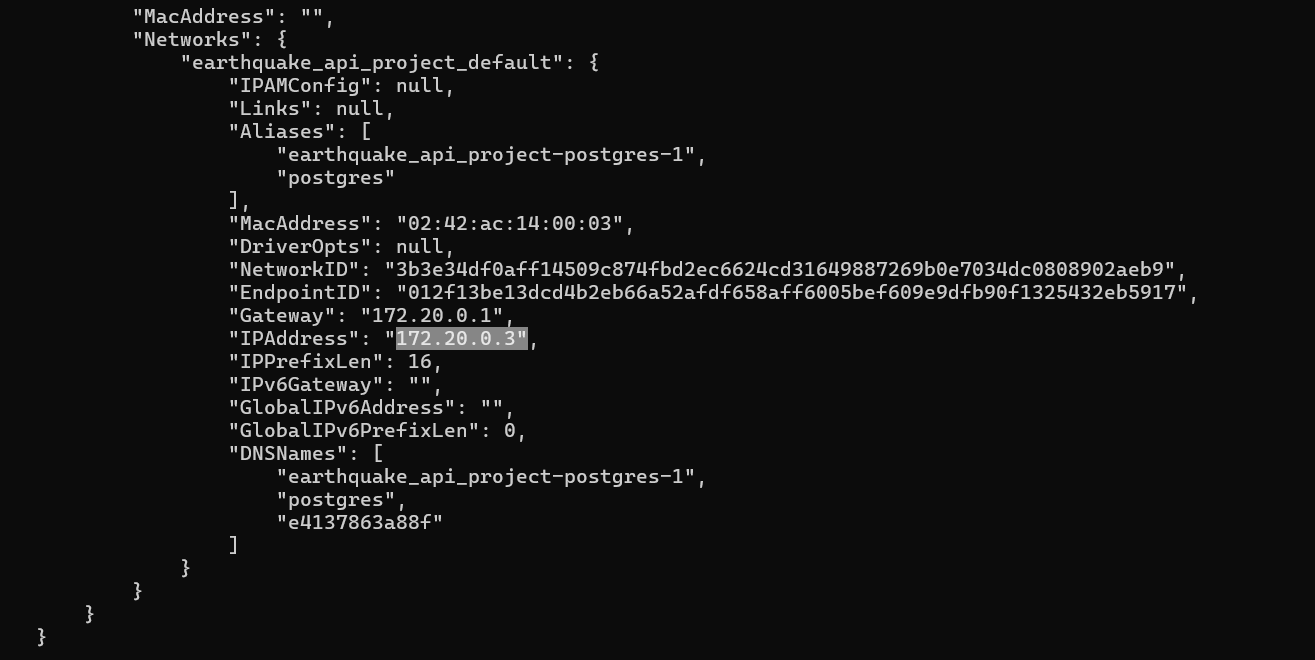 "MacAddress": "",
"Networks": {
"earthquake_api_project_default": {
"IPAMConfig": null,
"Links": null,
"Aliases": [
"earthquake_api_project-postgres-1",
"postgres"
],
"MacAddress": "02:42:ac:14:00:03",
"DriverOpts": null,
"NetworkID": "3b3e34df0aff14509c874fbd2ec6624cd31649887269b0e7034dc0808902aeb9",
"EndpointID": "012f13be13dcd4b2eb66a52afdf658aff6005bef609e9dfb90f1325432eb5917",
"Gateway": "172.20.0.1",
"IPAddress": "172.20.0.3",
"IPPrefixLen": 16,
"IPv6Gateway": "",
"GlobalIPv6Address": "",
"GlobalIPv6PrefixLen": 0,
"DNSNames": [
"earthquake_api_project-postgres-1",
"postgres",
"e4137863a88f"
]
}
}
}
}